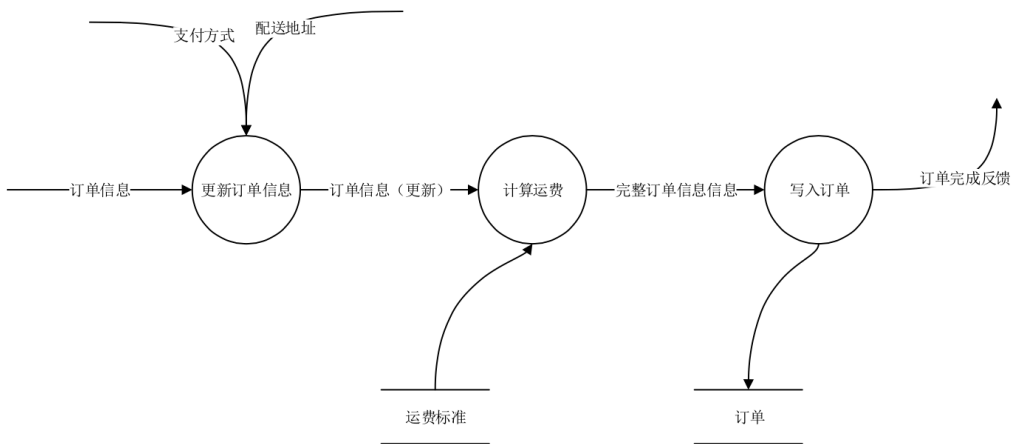 支付方式
配送地址
订单信息
更新订单信息
订单信息（更新）
计算运费
完整订单信息信息
写入订单
订单完成反馈
运费标准
订单